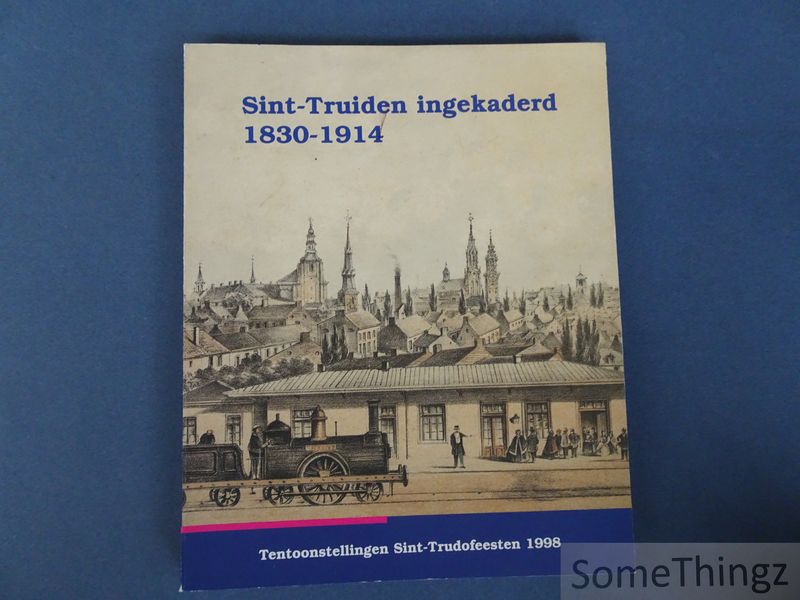 Sint-Truiden ingekaderd
1830-1914
Tentoonstellingen Sint-Trudofeesten 1998
SomeThingz